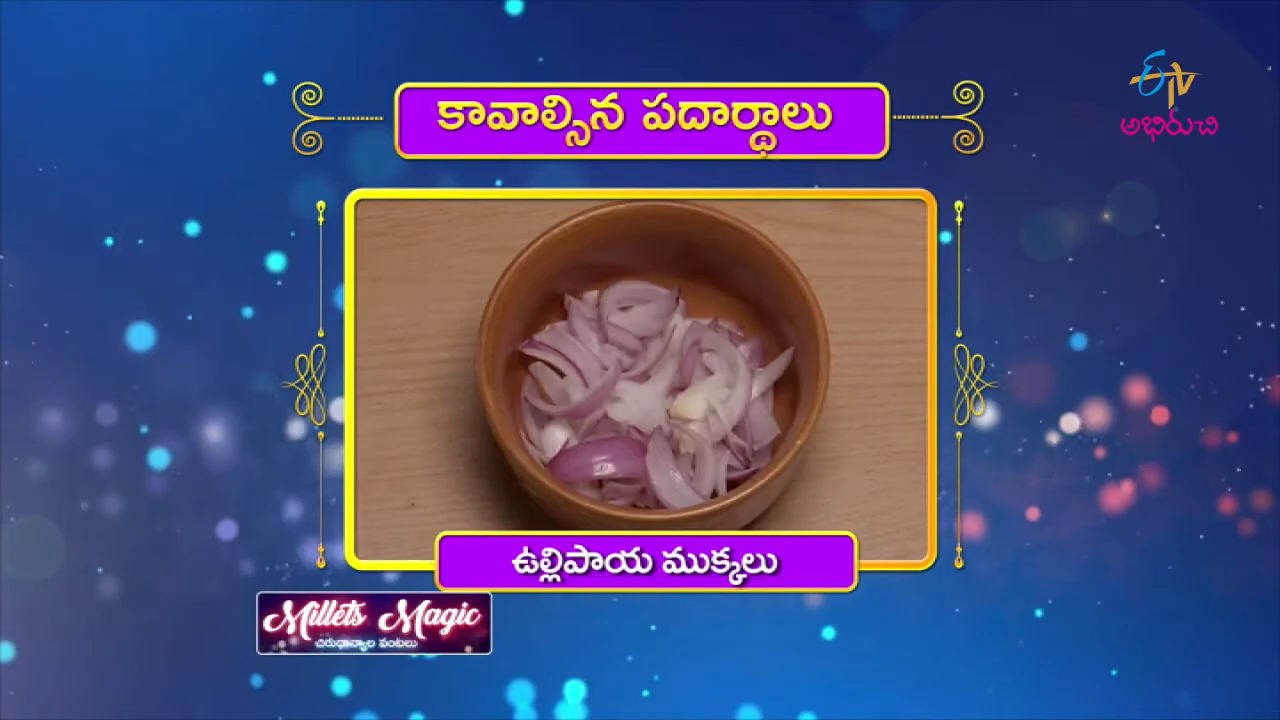 కావాల్సిన పదార్థాలు
ETV
అభిరుచి
ఉల్లిపాయ ముక్కలు
Millets Magic
చిరుధాన్యాల వంటలు